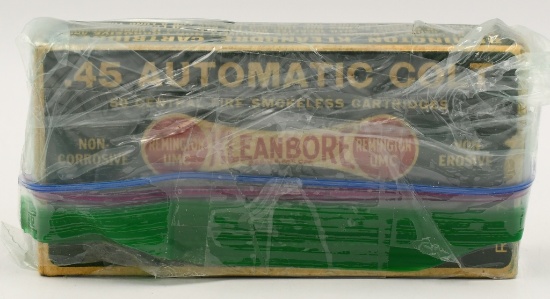 .45 AUTOMATIC COLT
50 CENTRAL FIRE SMOKELESS CARTRIDGES
NON-
CORROSIVE
REMINGTON
UMC
KLEANBORE
REMINGTON
UMC
NON-
EROSIVE